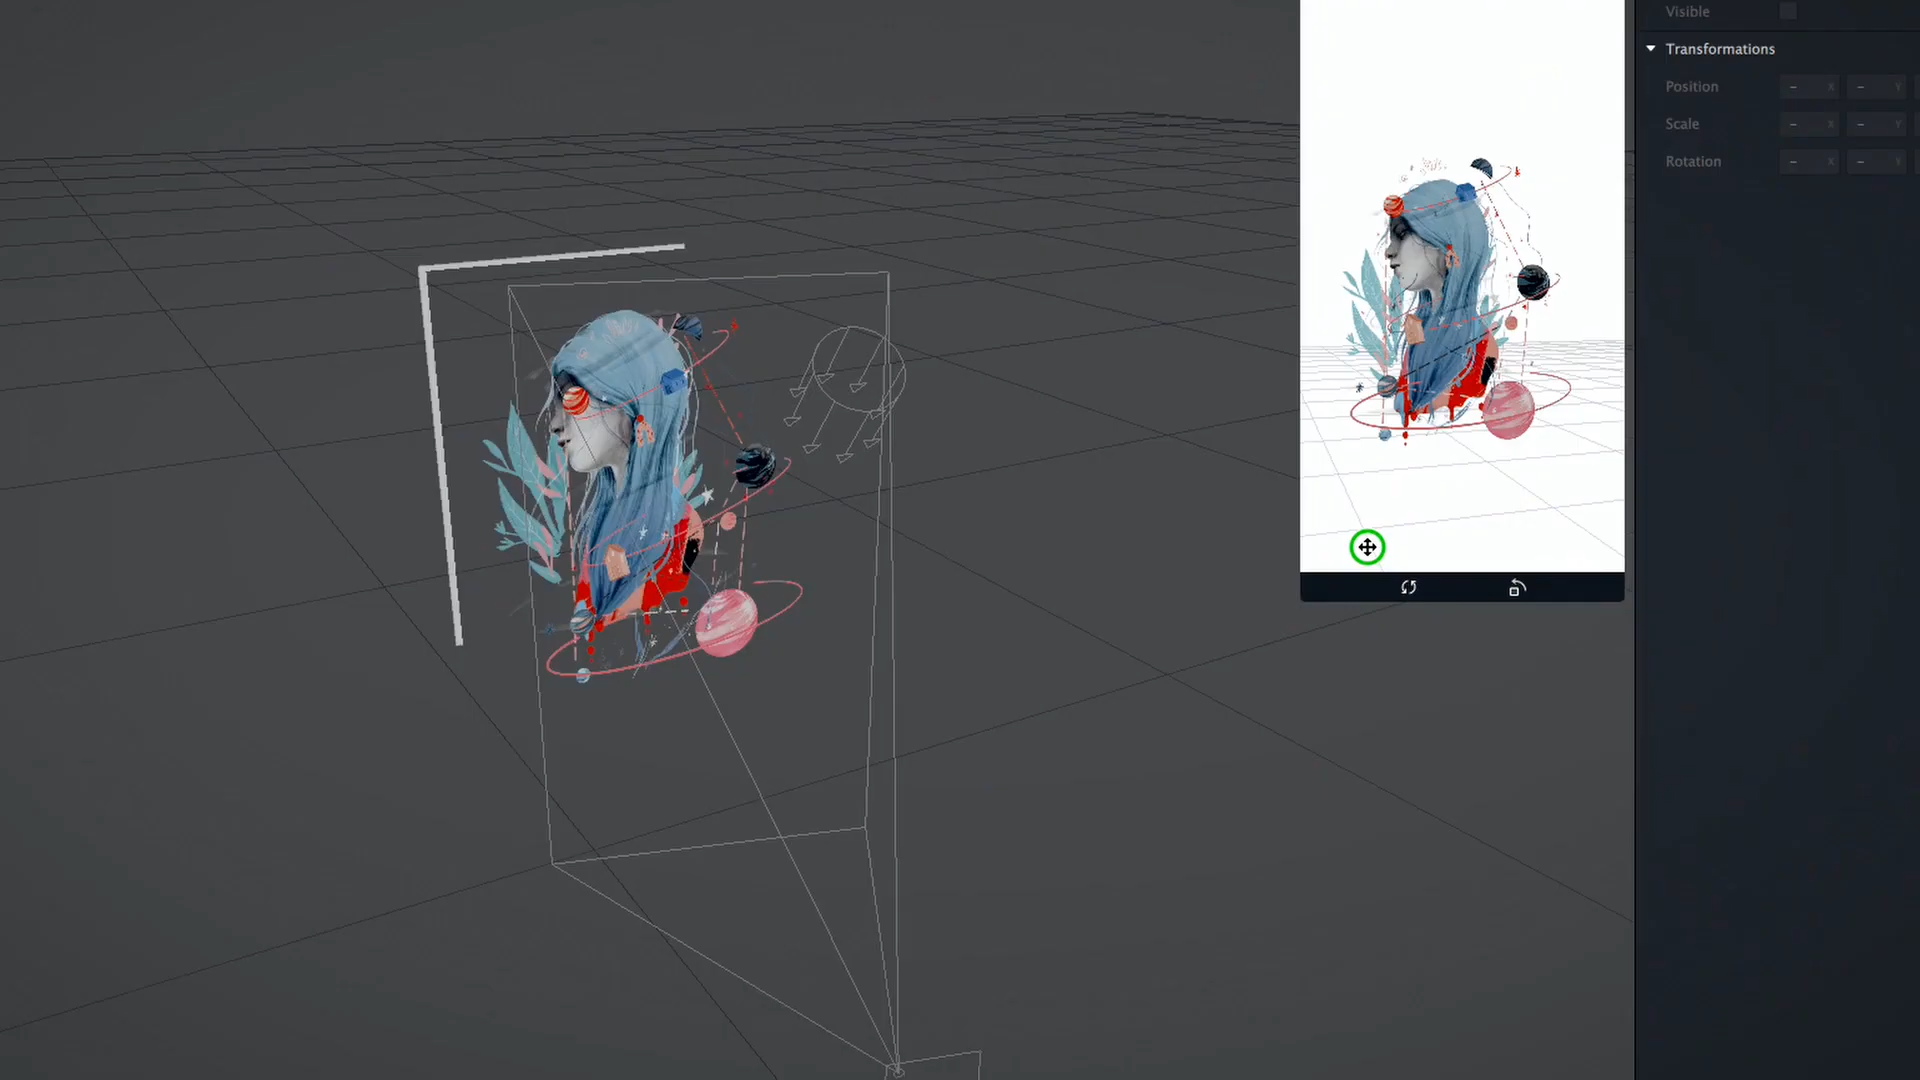 Visible
Transformations
Position - X - Y
Scale - X - Y
Rotation - X - Y